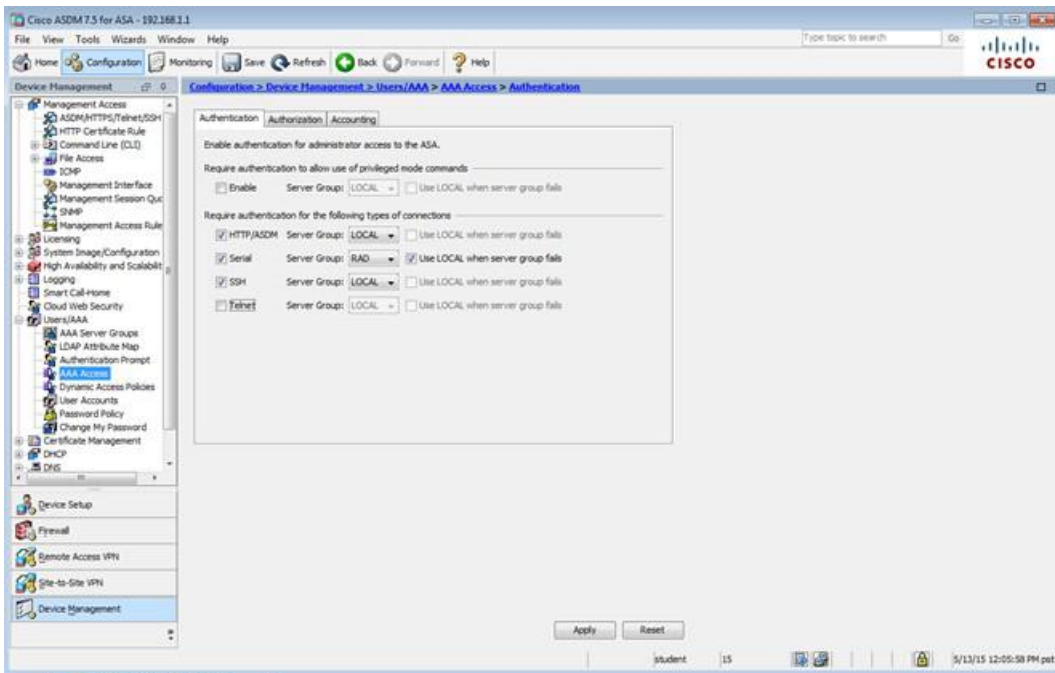 Cisco ASDM 7.5 for ASA - 192.168.1.1
File View Tools Wizards Window Help
Type topic to search Go
Home Configuration Monitoring Save Refresh Back Forward Help
CISCO
Device Management
Configuration > Device Management > Users/AAA > AAA Access > Authentication
Management Access
ASDM/HTTPS/Telnet/SSH
HTTP Certificate Rule
Command Line (CLI)
File Access
ICMP
Management Interface
Management Session Quo
SNMP
Management Access Rule
Licensing
System Image/Configuration
High Availability and Scalabilit
Logging
Smart Call-Home
Cloud Web Security
Users/AAA
AAA Server Groups
LDAP Attribute Map
Authentication Prompt
AAA Access
Dynamic Access Policies
User Accounts
Password Policy
Change My Password
Certificate Management
DHCP
DNS
Device Setup
Firewall
Remote Access VPN
Site-to-Site VPN
Device Management
Authentication Authorization Accounting
Enable authentication for administrator access to the ASA.
Require authentication to allow use of privileged mode commands
Enable Server Group: LOCAL Use LOCAL when server group fails
Require authentication for the following types of connections
HTTP/ASDM Server Group: LOCAL Use LOCAL when server group fails
Serial Server Group: RAD Use LOCAL when server group fails
SSH Server Group: LOCAL Use LOCAL when server group fails
Telnet Server Group: LOCAL Use LOCAL when server group fails
Apply Reset
student 15 5/13/15 12:05:58 PM pst